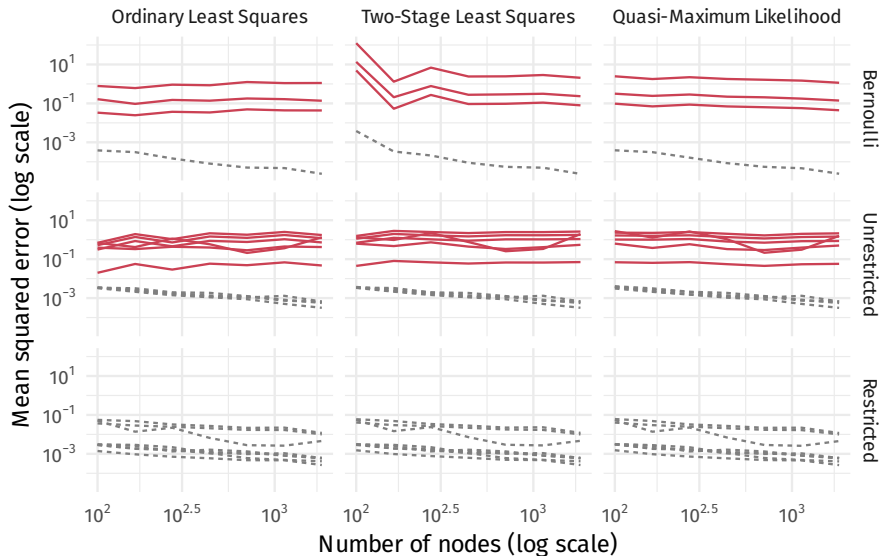 Ordinary Least Squares
Two-Stage Least Squares
Quasi-Maximum Likelihood
Mean squared error (log scale)
10^1
10^-1
10^-3
Bernoulli
10^1
10^-1
10^-3
Unrestricted
10^1
10^-1
10^-3
Restricted
10^2 10^2.5 10^3
10^2 10^2.5 10^3
10^2 10^2.5 10^3
Number of nodes (log scale)